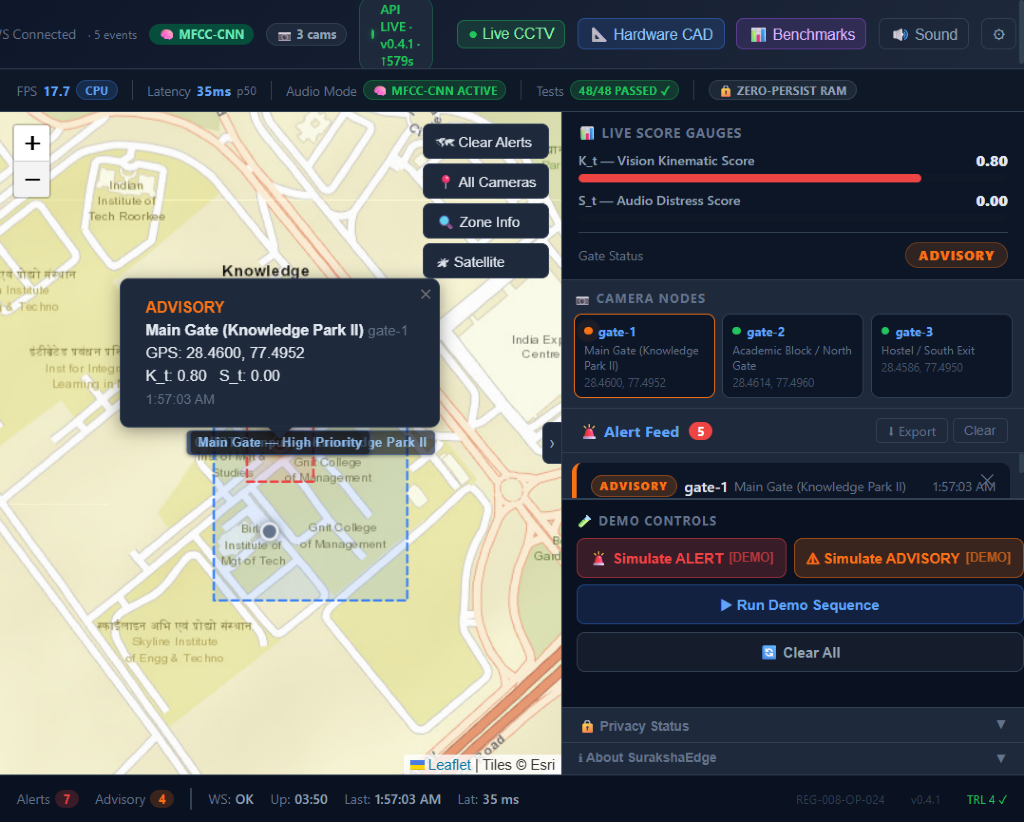 /S Connected · 5 events 🧠 MFCC-CNN 📷 3 cams
API
LIVE ·
v0.4.1 ·
↑579s
● Live CCTV 📐 Hardware CAD 📊 Benchmarks 🔊 Sound ⚙
FPS 17.7 CPU Latency 35ms p50 Audio Mode 🧠 MFCC-CNN ACTIVE Tests 48/48 PASSED ✓ 🔒 ZERO-PERSIST RAM
+
−
Clear Alerts
📍 All Cameras
🔍 Zone Info
Satellite
Indian
Institute of
Tech Roorkee
Knowledge
India Exp
Centre
ADVISORY ×
Main Gate (Knowledge Park II) gate-1
GPS: 28.4600, 77.4952
K_t: 0.80 S_t: 0.00
1:57:03 AM
Main Gate — High Priority ge Park II
Studies
Gnit College
of Management
Institute of
Mgt of Tech
Gnit College
of Management
स्काईलाइन अभि एवं प्रौद्यो संस्थान
Skyline Institute
of Engg & Techno
oad
Leaflet | Tiles © Esri
›
📊 LIVE SCORE GAUGES
K_t — Vision Kinematic Score 0.80
S_t — Audio Distress Score 0.00
Gate Status ADVISORY
📷 CAMERA NODES
gate-1
Main Gate (Knowledge
Park II)
28.4600, 77.4952
gate-2
Academic Block / North
Gate
28.4614, 77.4960
gate-3
Hostel / South Exit
28.4586, 77.4950
🚨 Alert Feed 5 ⭳ Export Clear
ADVISORY gate-1 Main Gate (Knowledge Park II) 1:57:03 AM
🧪 DEMO CONTROLS
🚨 Simulate ALERT [DEMO] ⚠ Simulate ADVISORY [DEMO]
▶ Run Demo Sequence
🔄 Clear All
🔒 Privacy Status ▼
ℹ About SurakshaEdge ▼
Alerts 7 Advisory 4 WS: OK Up: 03:50 Last: 1:57:03 AM Lat: 35 ms REG-008-OP-024 v0.4.1 TRL 4 ✓